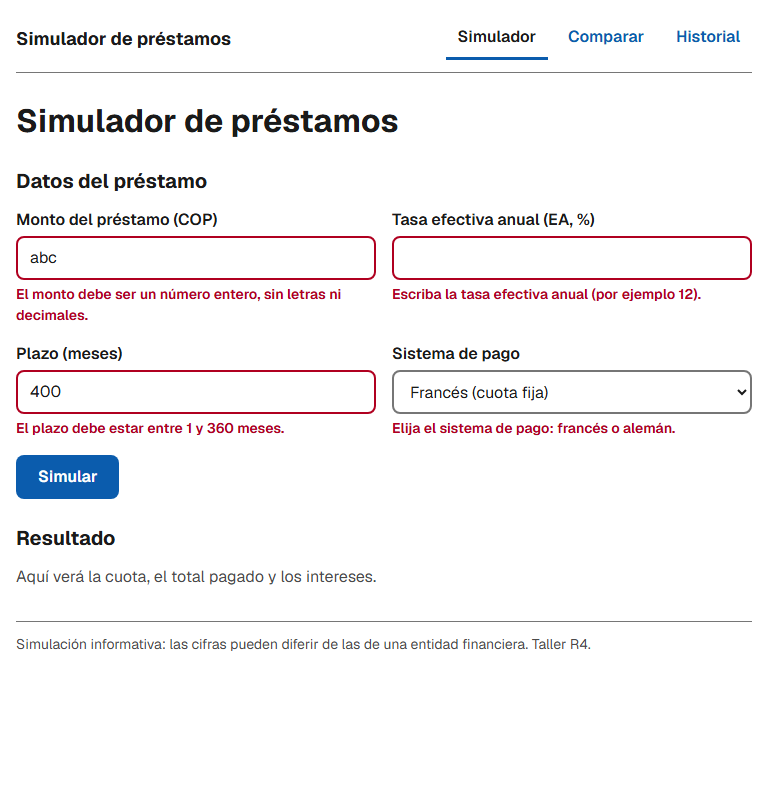 Simulador de préstamos
Simulador
Comparar
Historial
Simulador de préstamos
Datos del préstamo
Monto del préstamo (COP)
Tasa efectiva anual (EA, %)
abc
El monto debe ser un número entero, sin letras ni
decimales.
Escriba la tasa efectiva anual (por ejemplo 12).
Plazo (meses)
Sistema de pago
400
Francés (cuota fija)
El plazo debe estar entre 1 y 360 meses.
Elija el sistema de pago: francés o alemán.
Simular
Resultado
Aquí verá la cuota, el total pagado y los intereses.
Simulación informativa: las cifras pueden diferir de las de una entidad financiera. Taller R4.